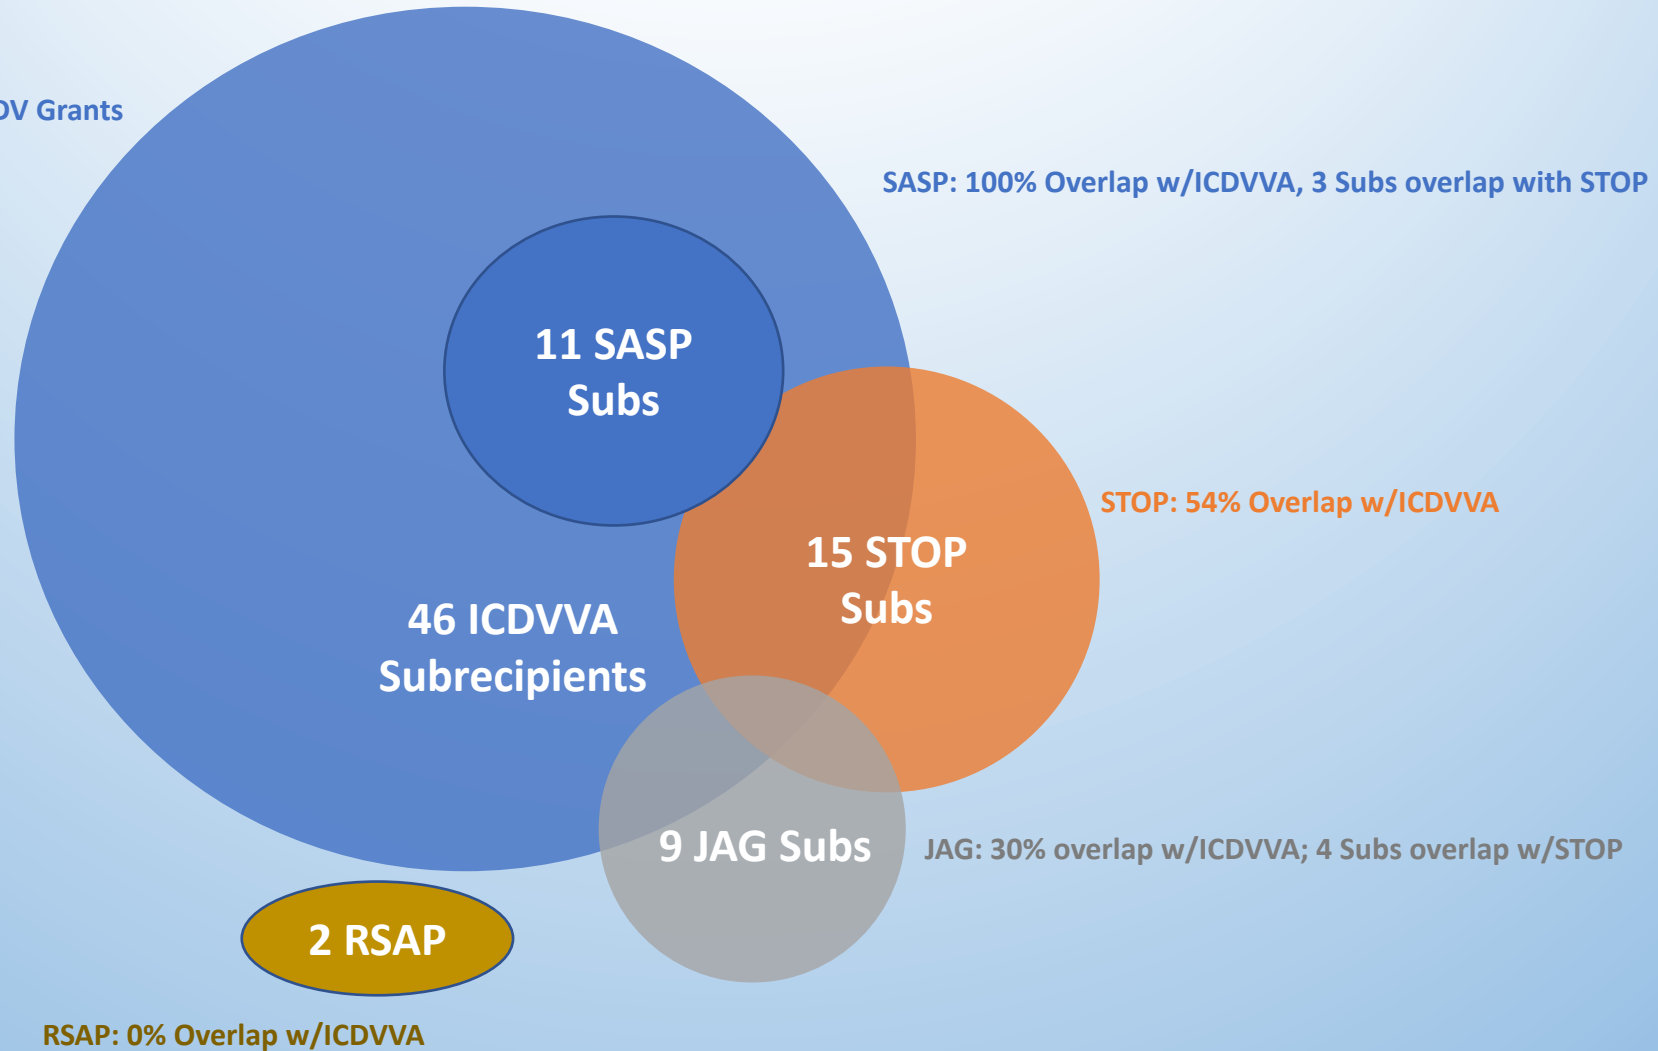 Grants
SASP: 100% Overlap w/ICDVVA, 3 Subs overlap with STOP
11 SASP
Subs
STOP: 54% Overlap w/ICDVVA
15 STOP
Subs
46 ICDVVA
Subrecipients
9 JAG Subs
JAG: 30% overlap w/ICDVVA; 4 Subs overlap w/STOP
2 RSAP
RSAP: 0% Overlap w/ICDVVA